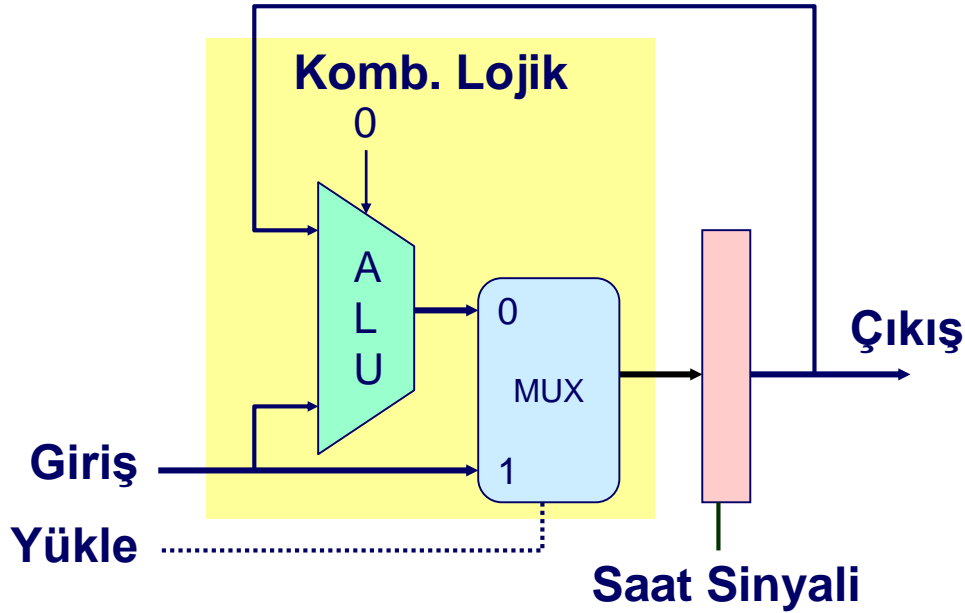 Komb. Lojik
0
A
L
U
0
MUX
1
Çıkış
Giriş
Yükle
Saat Sinyali